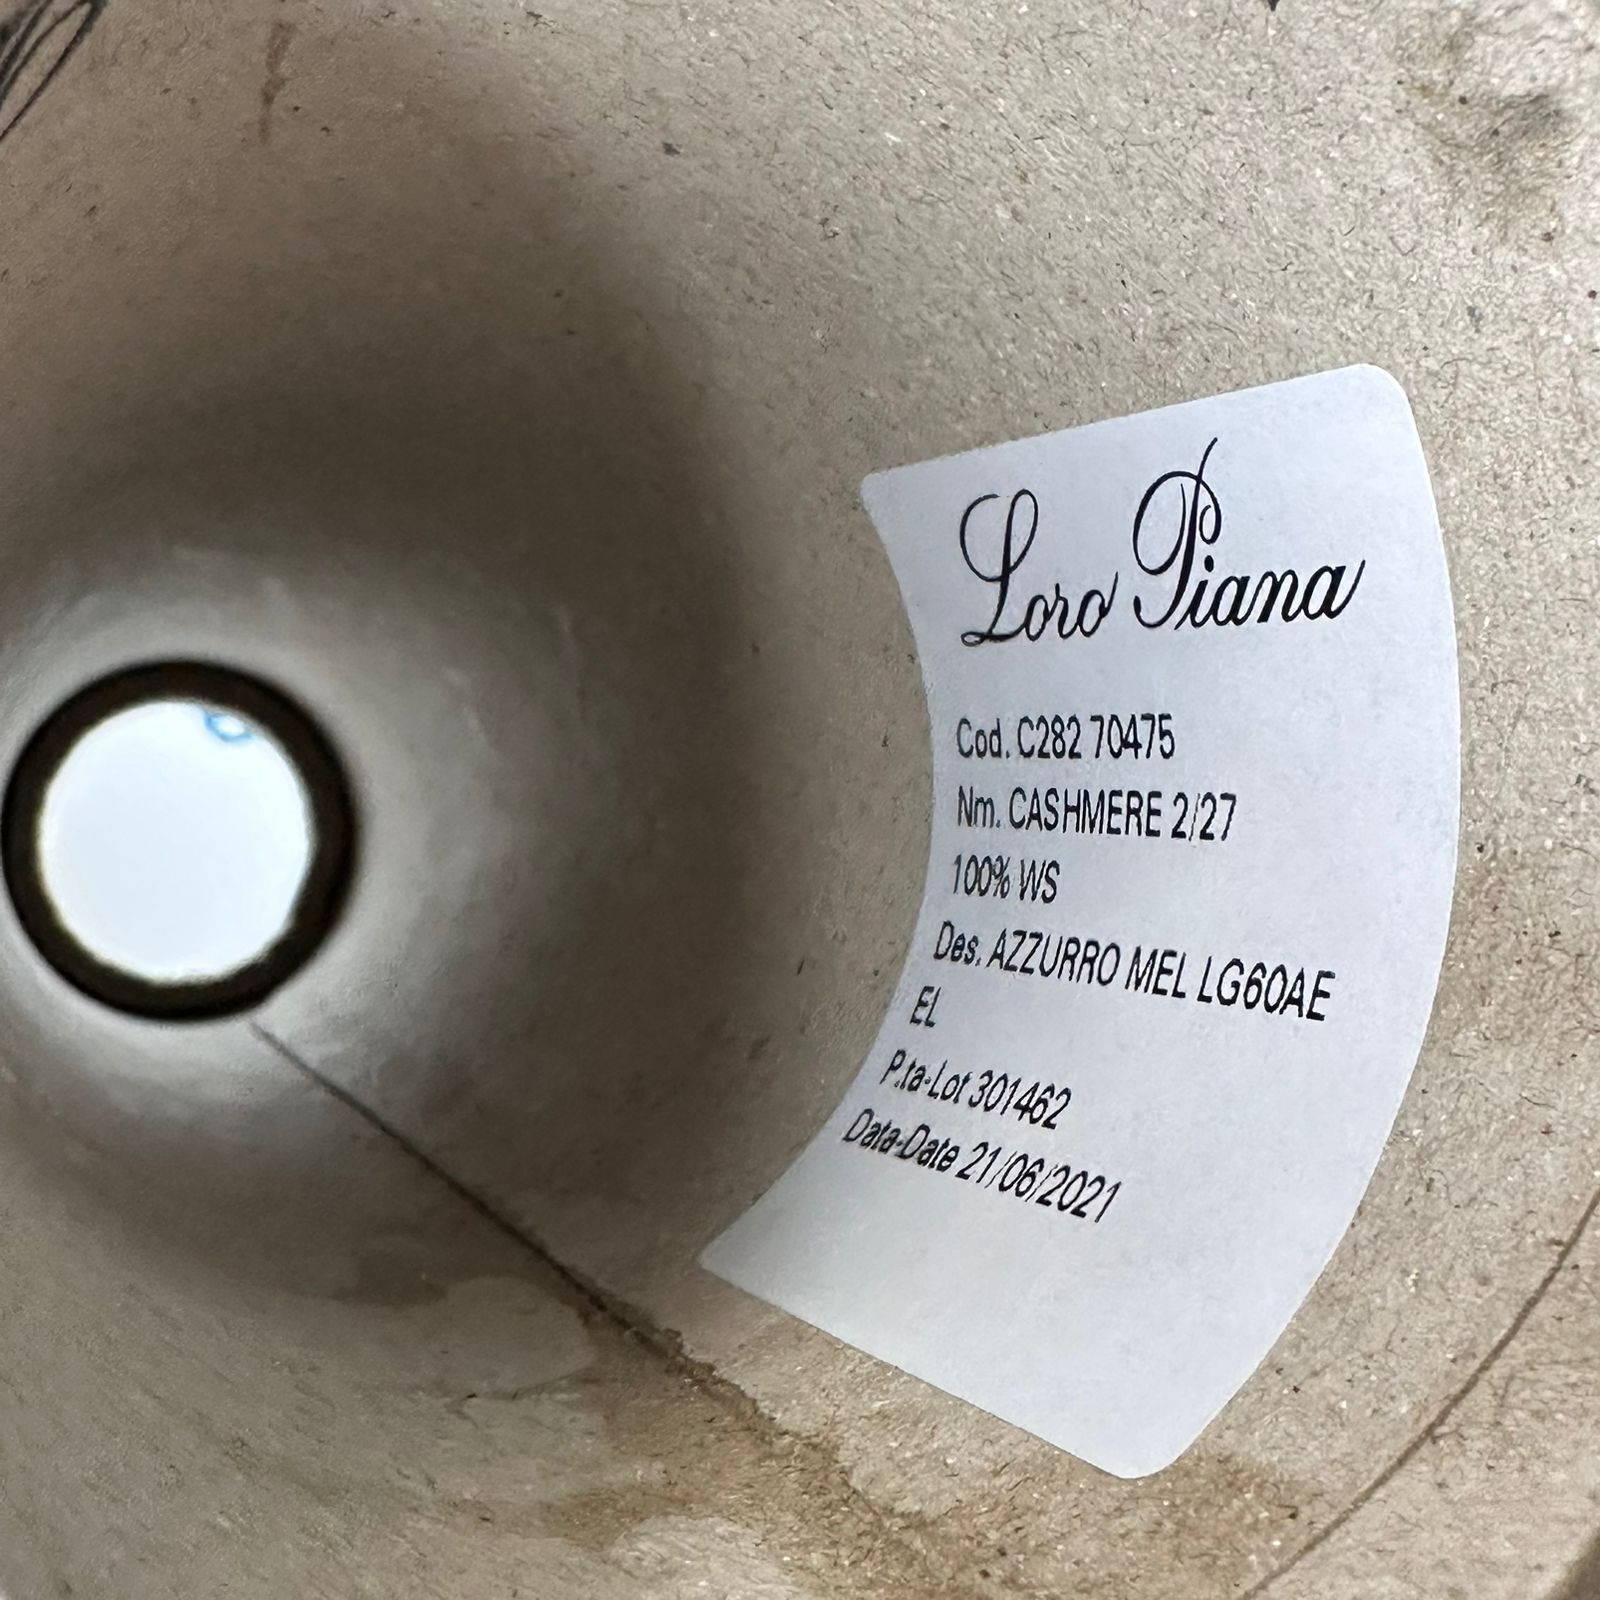 Loro Piana
Cod. C282 70475
Nm. CASHMERE 2/27
100% WS
Des. AZZURRO MEL LG60AE
EL
P.ta-Lot 301462
Data-Date 21/06/2021